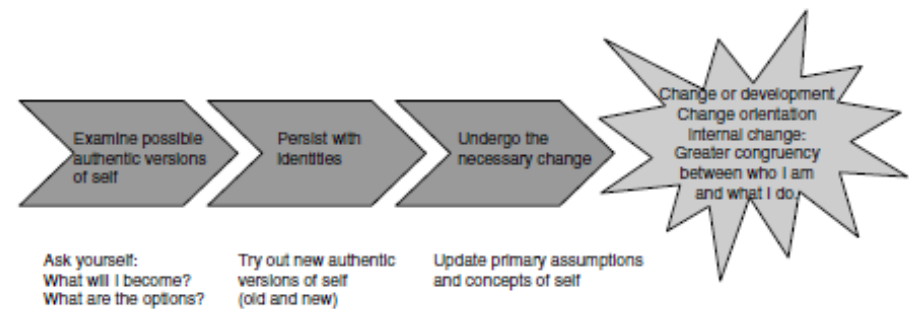 Examine possible
authentic versions
of self
Persist with
identities
Undergo the
necessary change
Change or development
Change orientation
Internal change:
Greater congruency
between who I am
and what I do.
Ask yourself:
What will I become?
What are the options?
Try out new authentic
versions of self
(old and new)
Update primary assumptions
and concepts of self